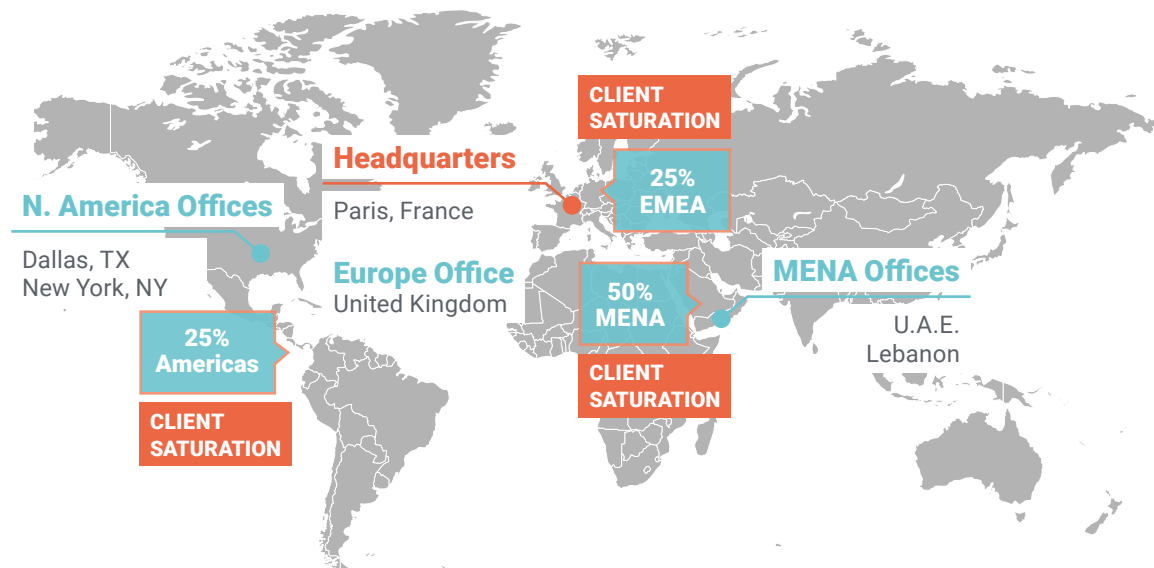 CLIENT
SATURATION
25%
EMEA
Headquarters
Paris, France
N. America Offices
Dallas, TX
New York, NY
Europe Office
United Kingdom
MENA Offices
U.A.E.
Lebanon
50%
MENA
CLIENT
SATURATION
25%
Americas
CLIENT
SATURATION